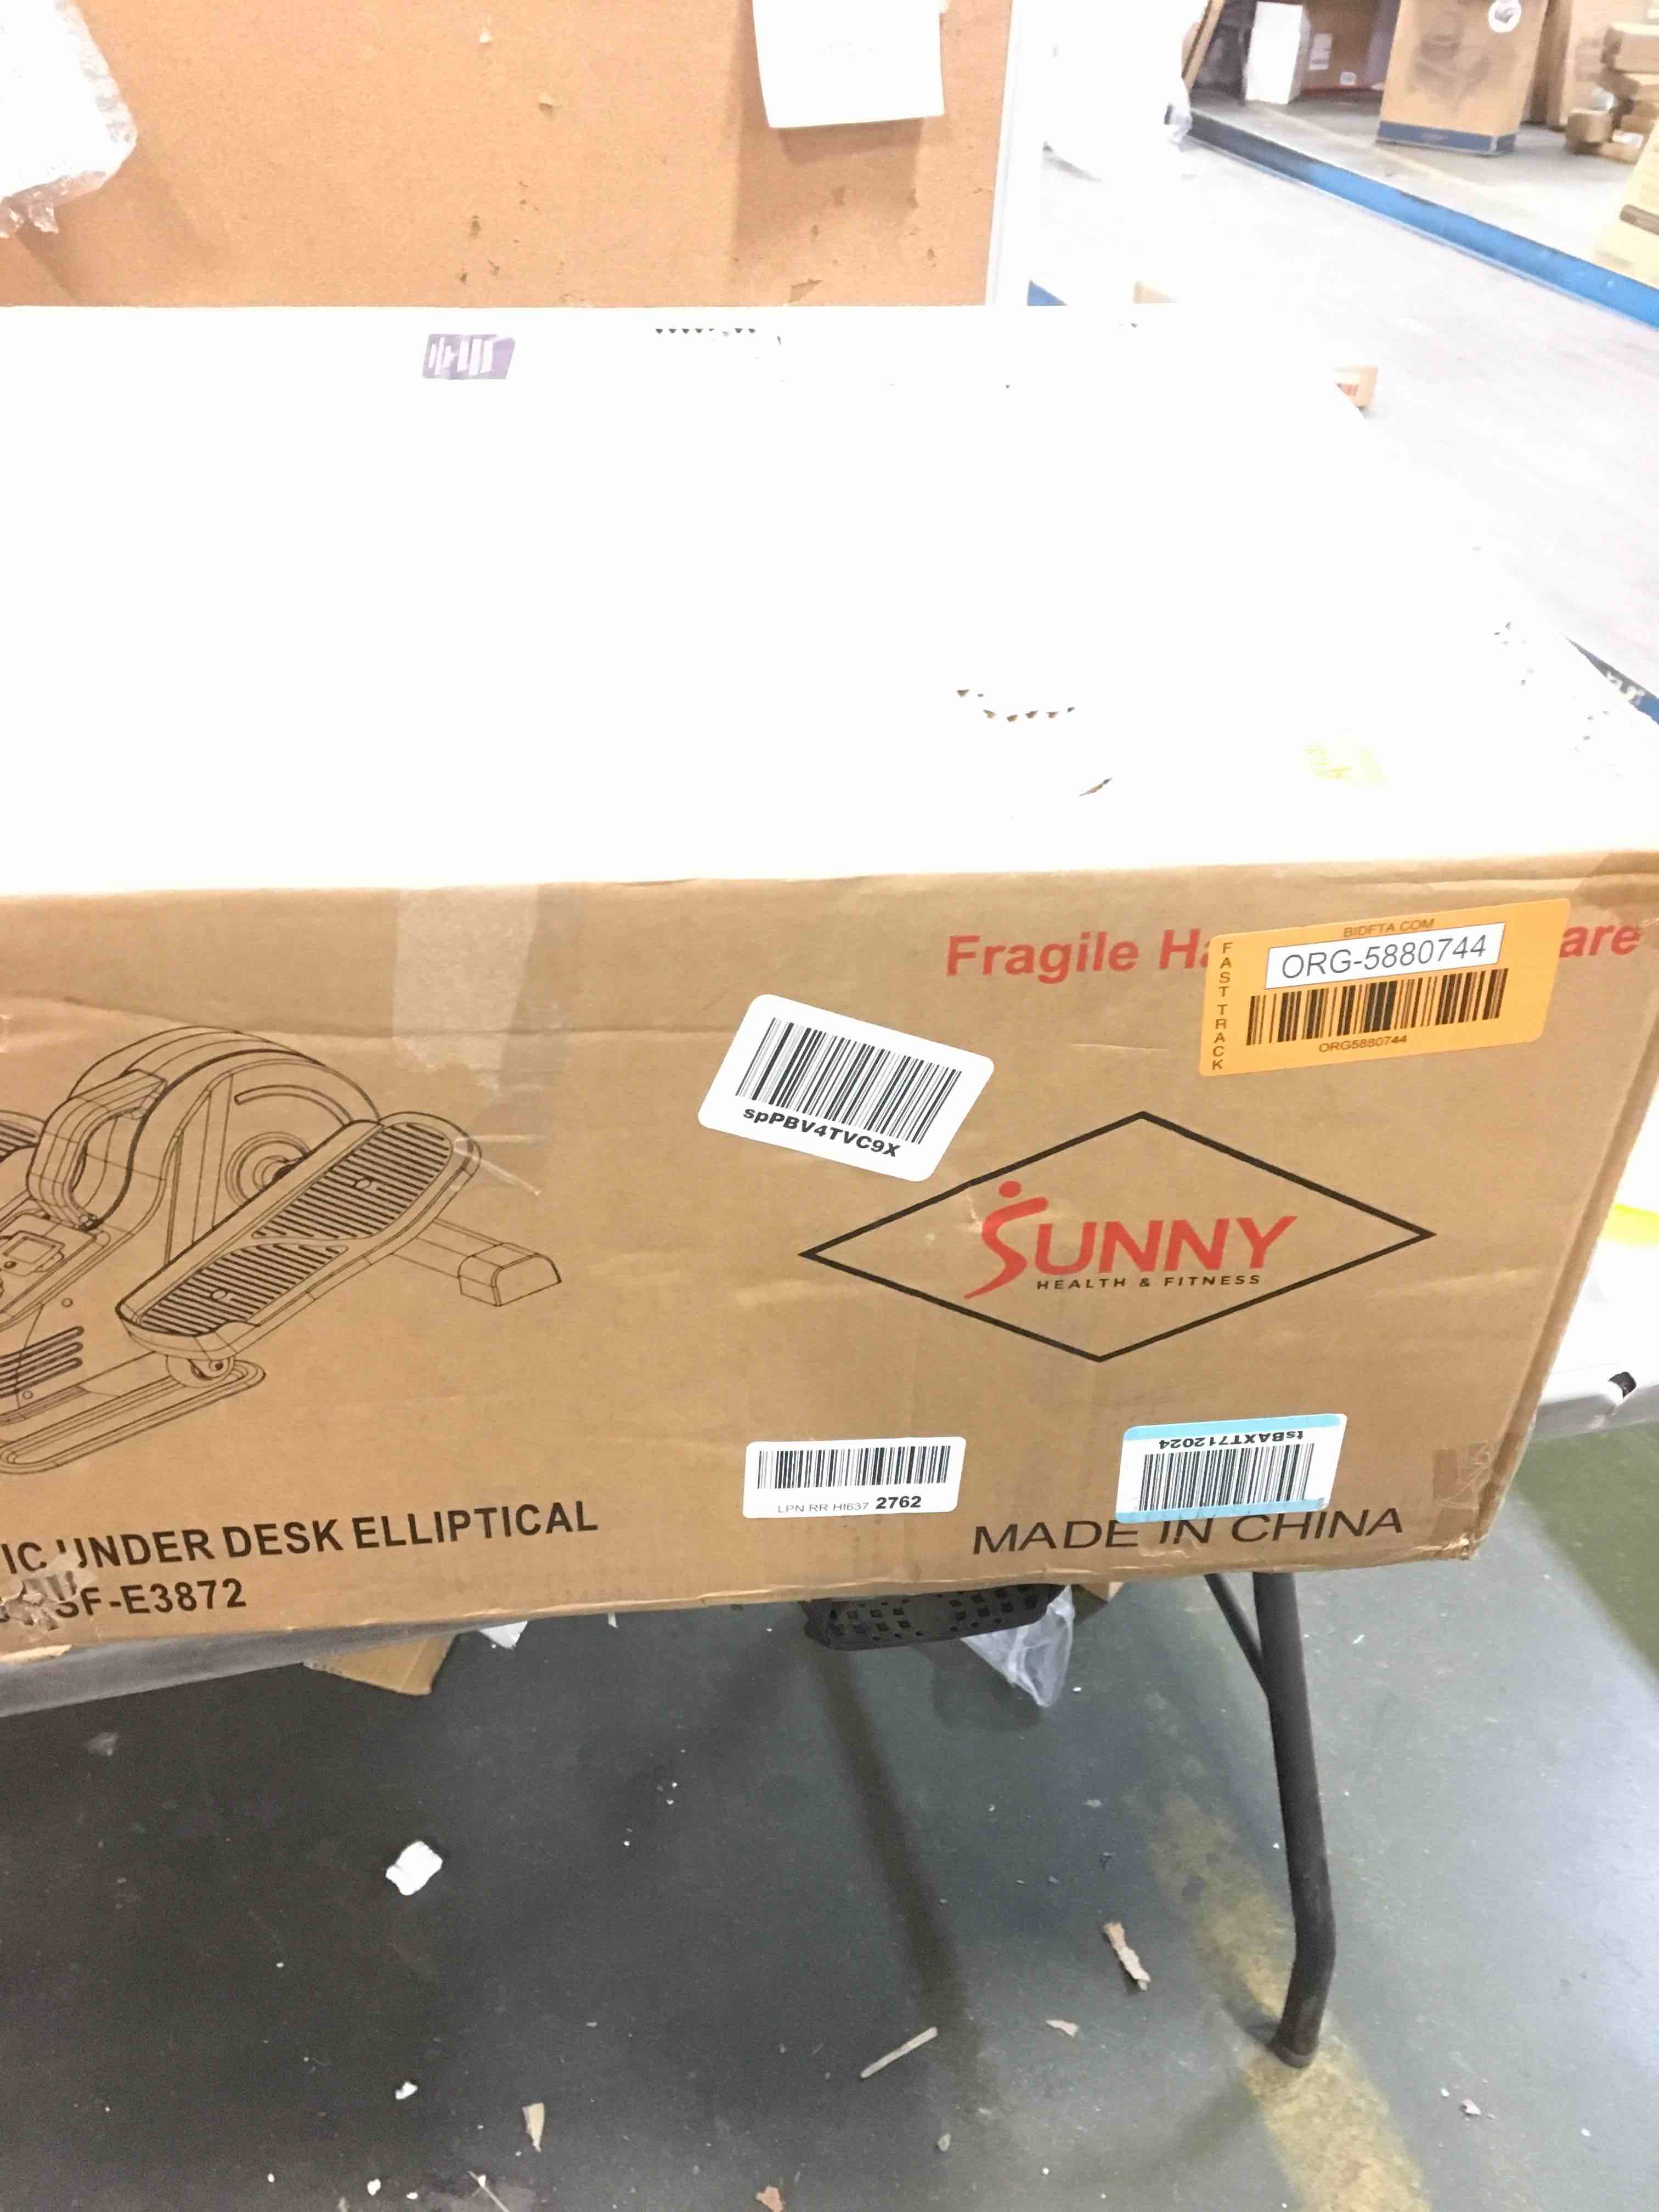 Fragile
are
BIDFTA.COM
FAST TRACK
ORG-5880744
ORG5880744
spPBV4TVC9X
SUNNY
HEALTH & FITNESS
tsBAXT712024
LPN RR HI637 2762
IC UNDER DESK ELLIPTICAL
SF-E3872
MADE IN CHINA